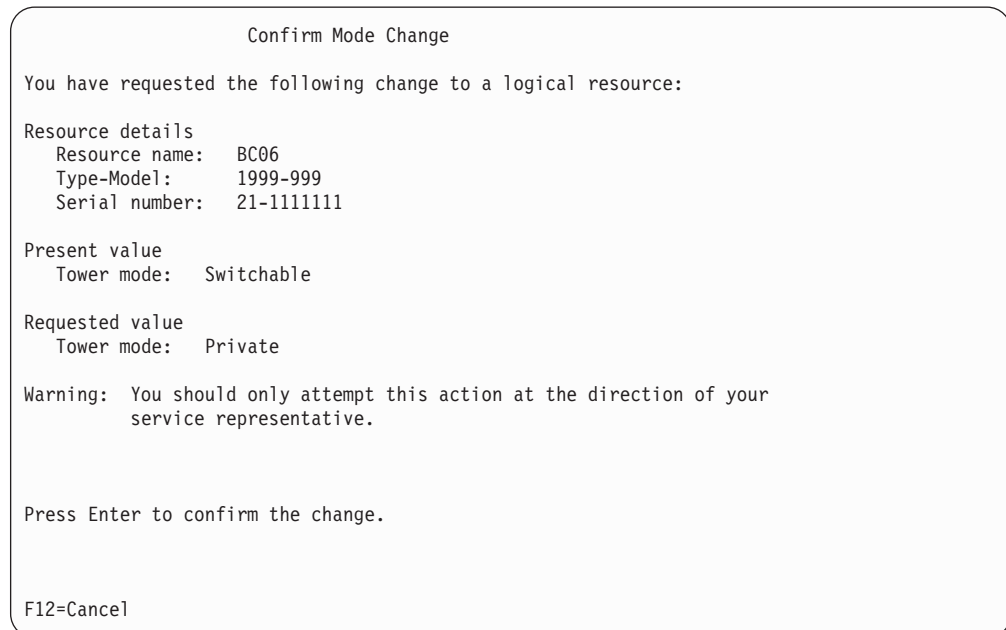 Confirm Mode Change
You have requested the following change to a logical resource:
Resource details
Resource name: BC06
Type-Model: 1999-999
Serial number: 21-1111111
Present value
Tower mode: Switchable
Requested value
Tower mode: Private
Warning: You should only attempt this action at the direction of your
service representative.
Press Enter to confirm the change.
F12=Cancel